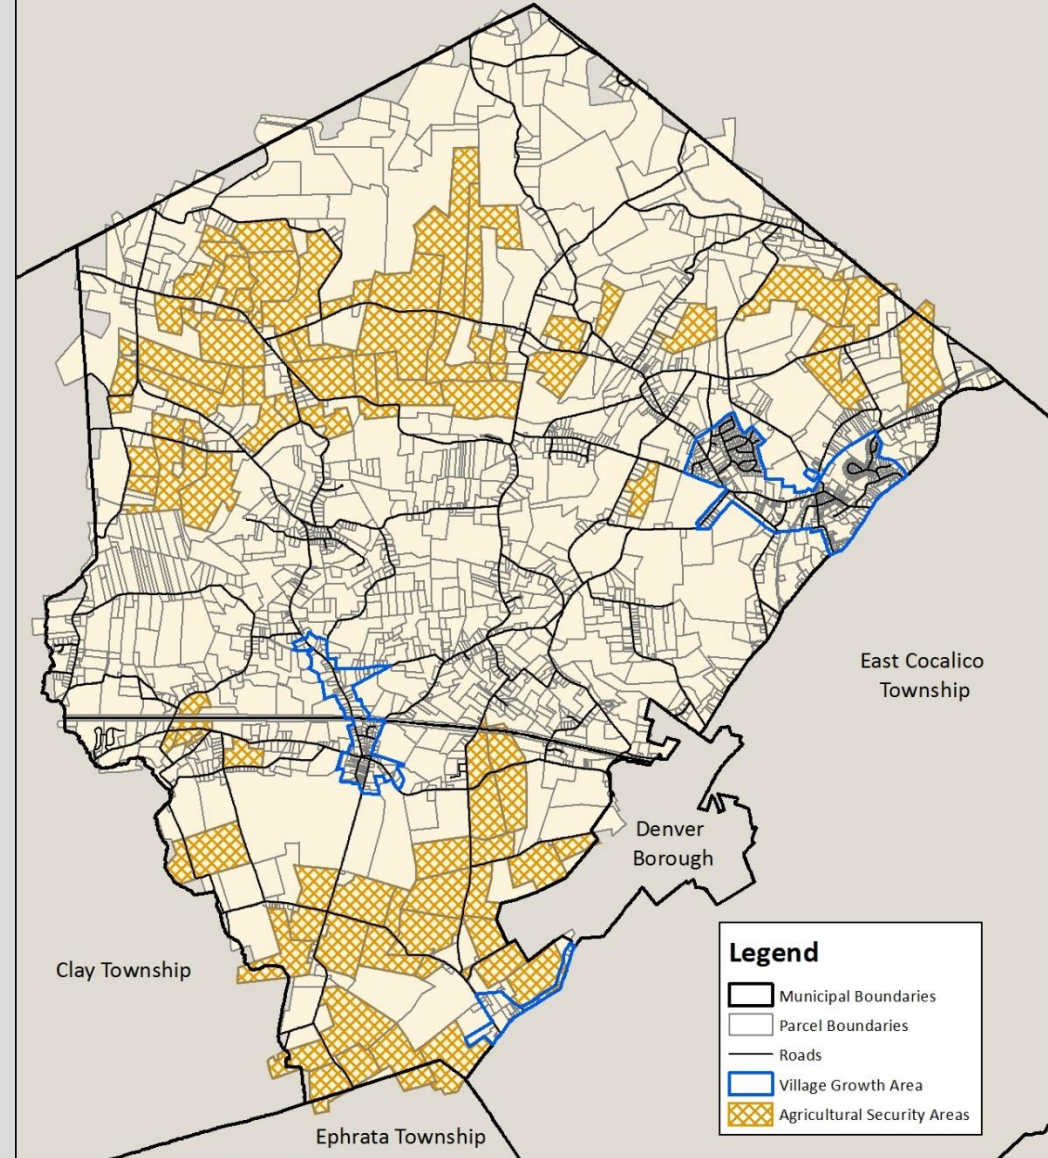 East Cocalico
Township
Denver
Borough
Clay Township
Ephrata Township
Legend
Municipal Boundaries
Parcel Boundaries
Roads
Village Growth Area
Agricultural Security Areas